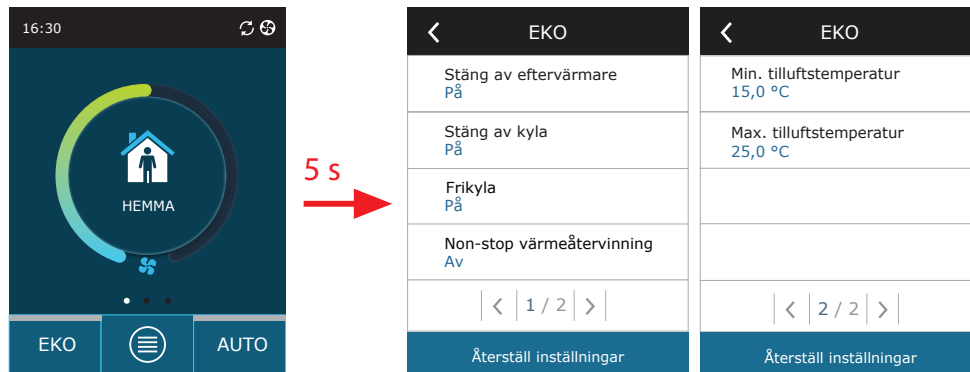 16:30
HEMMA
EKO
AUTO
5 s
EKO
Stäng av eftervärmare
På
Stäng av kyla
På
Frikyla
På
Non-stop värmeåtervinning
Av
1 / 2
Återställ inställningar
EKO
Min. tilluftstemperatur
15,0 °C
Max. tilluftstemperatur
25,0 °C
2 / 2
Återställ inställningar